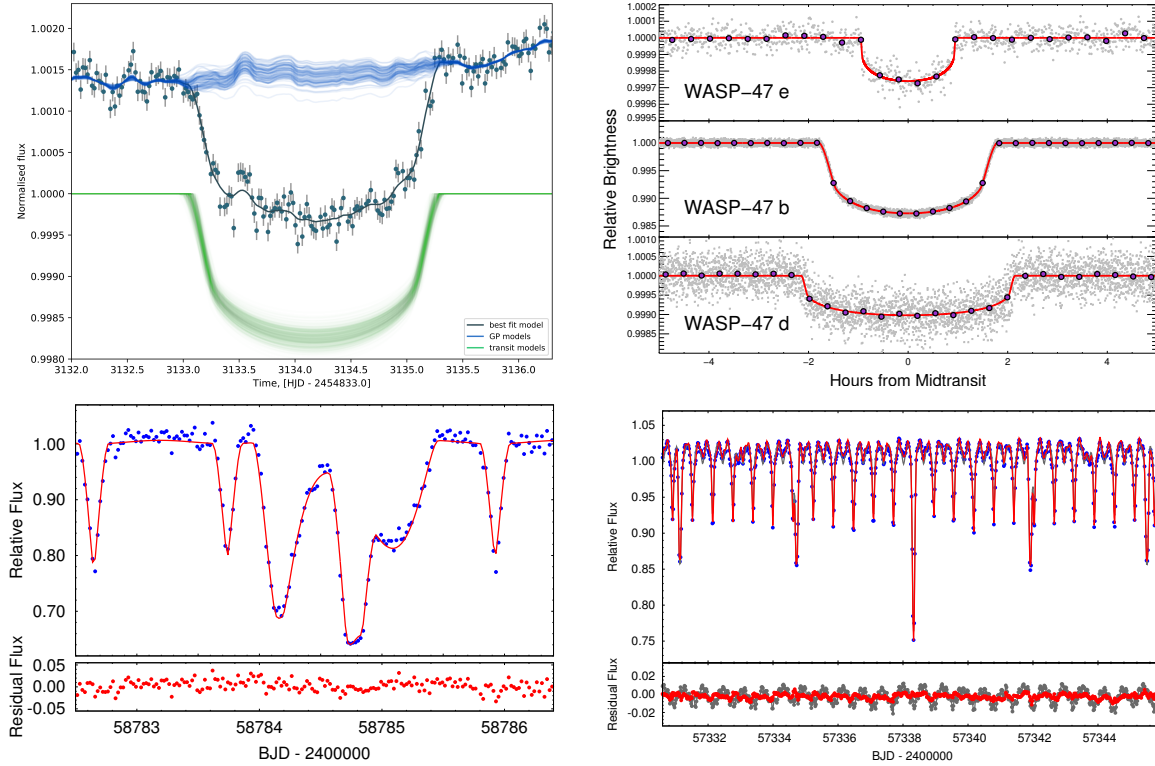 1.0020
1.0015
1.0010
1.0005
1.0000
0.9995
0.9990
0.9985
0.9980
Normalised flux
best fit model
GP models
transit models
3132.0 3132.5 3133.0 3133.5 3134.0 3134.5 3135.0 3135.5 3136.0
Time, [HJD - 2454833.0]
Relative Brightness
1.0002
1.0000
0.9998
0.9997
0.9995
WASP-47 e
1.000
0.995
0.990
0.985
WASP-47 b
1.0010
1.0005
1.0000
0.9995
0.9990
0.9985
WASP-47 d
-4 -2 0 2 4
Hours from Midtransit
Relative Flux
1.00
0.90
0.80
0.70
Residual Flux
0.05
0.00
-0.05
58783 58784 58785 58786
BJD - 2400000
Relative Flux
1.05
1.00
0.95
0.90
0.85
0.80
0.75
Residual Flux
0.02
0.00
-0.02
57332 57334 57336 57338 57340 57342 57344
BJD - 2400000